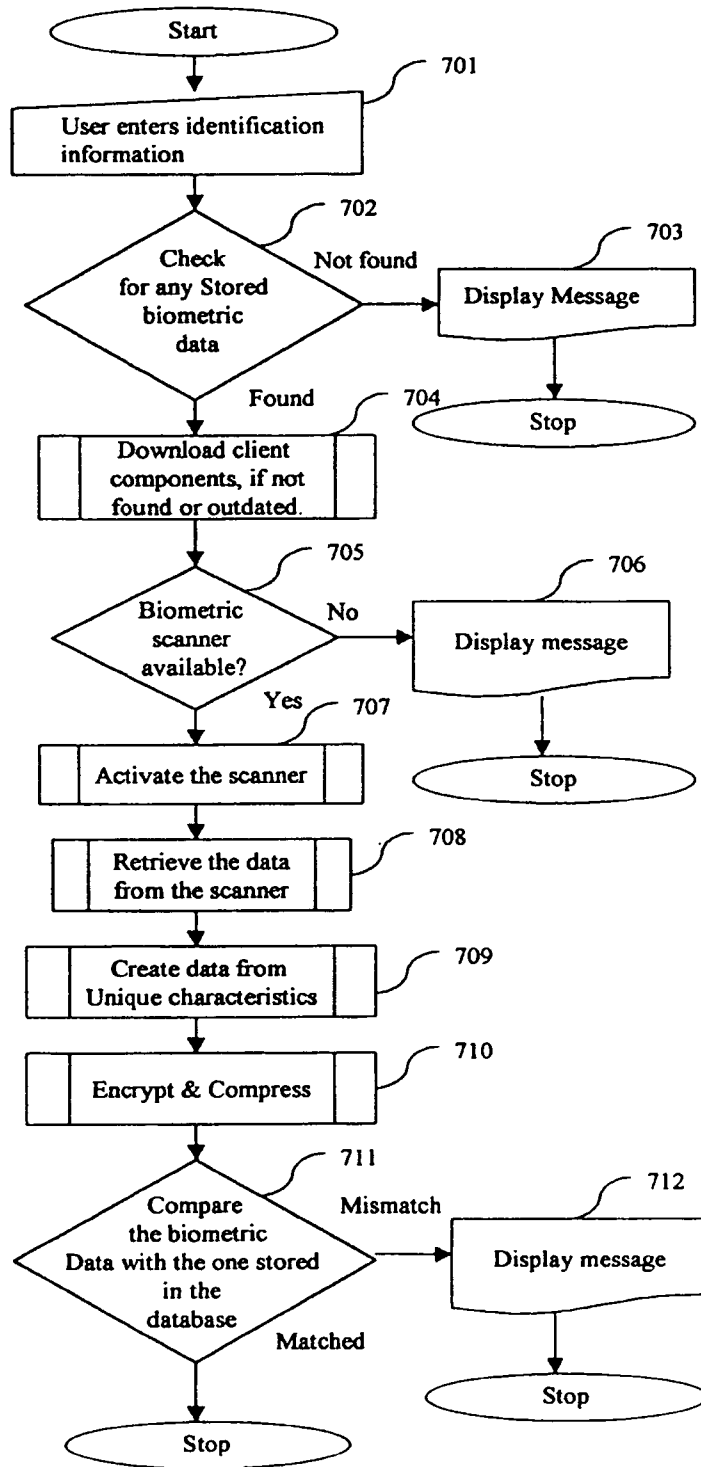 Start
701
User enters identification
information
702
Check
for any Stored
biometric
data
Not found
703
Display Message
Stop
Found
704
Download client
components, if not
found or outdated.
705
Biometric
scanner
available?
No
706
Display message
Stop
Yes
707
Activate the scanner
708
Retrieve the data
from the scanner
709
Create data from
Unique characteristics
710
Encrypt & Compress
711
Compare
the biometric
Data with the one stored
in the
database
Mismatch
712
Display message
Stop
Matched
Stop